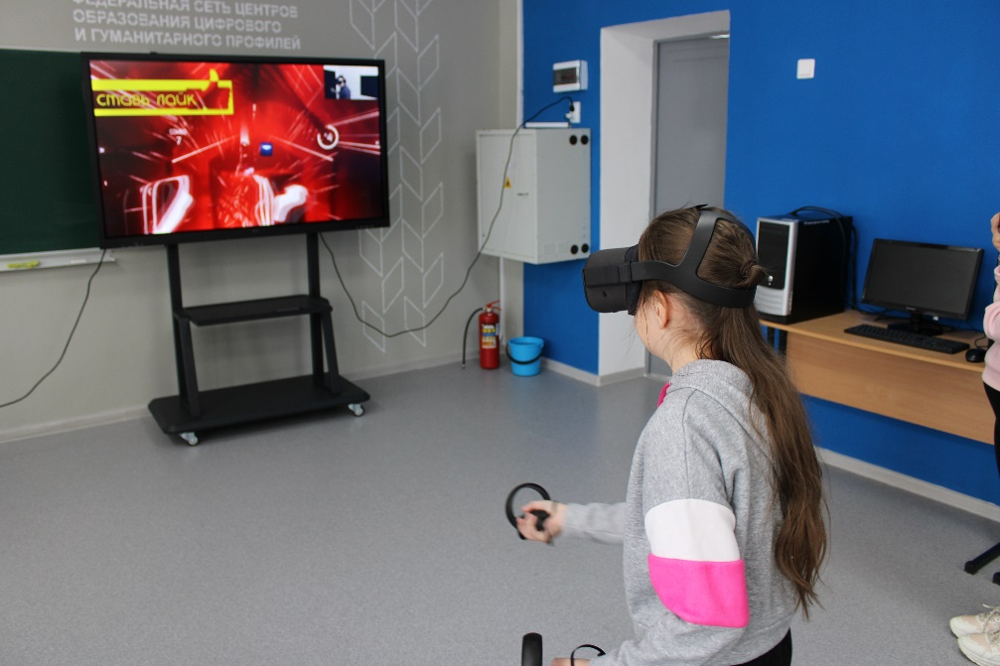 ФЕДЕРАЛЬНАЯ СЕТЬ ЦЕНТРОВ
ОБРАЗОВАНИЯ ЦИФРОВОГО
И ГУМАНИТАРНОГО ПРОФИЛЕЙ
СТАВЬ ЛАЙК